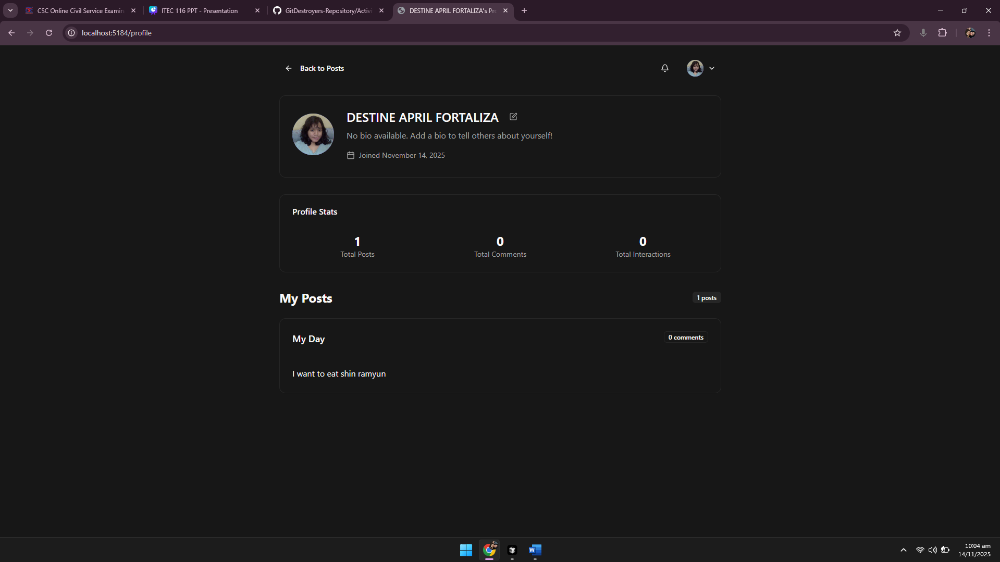 CSC Online Civil Service Examin
ITEC 116 PPT - Presentation
GitDestroyers-Repository/Activi
DESTINE APRIL FORTALIZA's Pro
localhost:5184/profile
Back to Posts
DESTINE APRIL FORTALIZA
No bio available. Add a bio to tell others about yourself!
Joined November 14, 2025
Profile Stats
1 0 0
Total Posts Total Comments Total Interactions
My Posts 1 posts
My Day 0 comments
I want to eat shin ramyun
10:04 am
14/11/2025